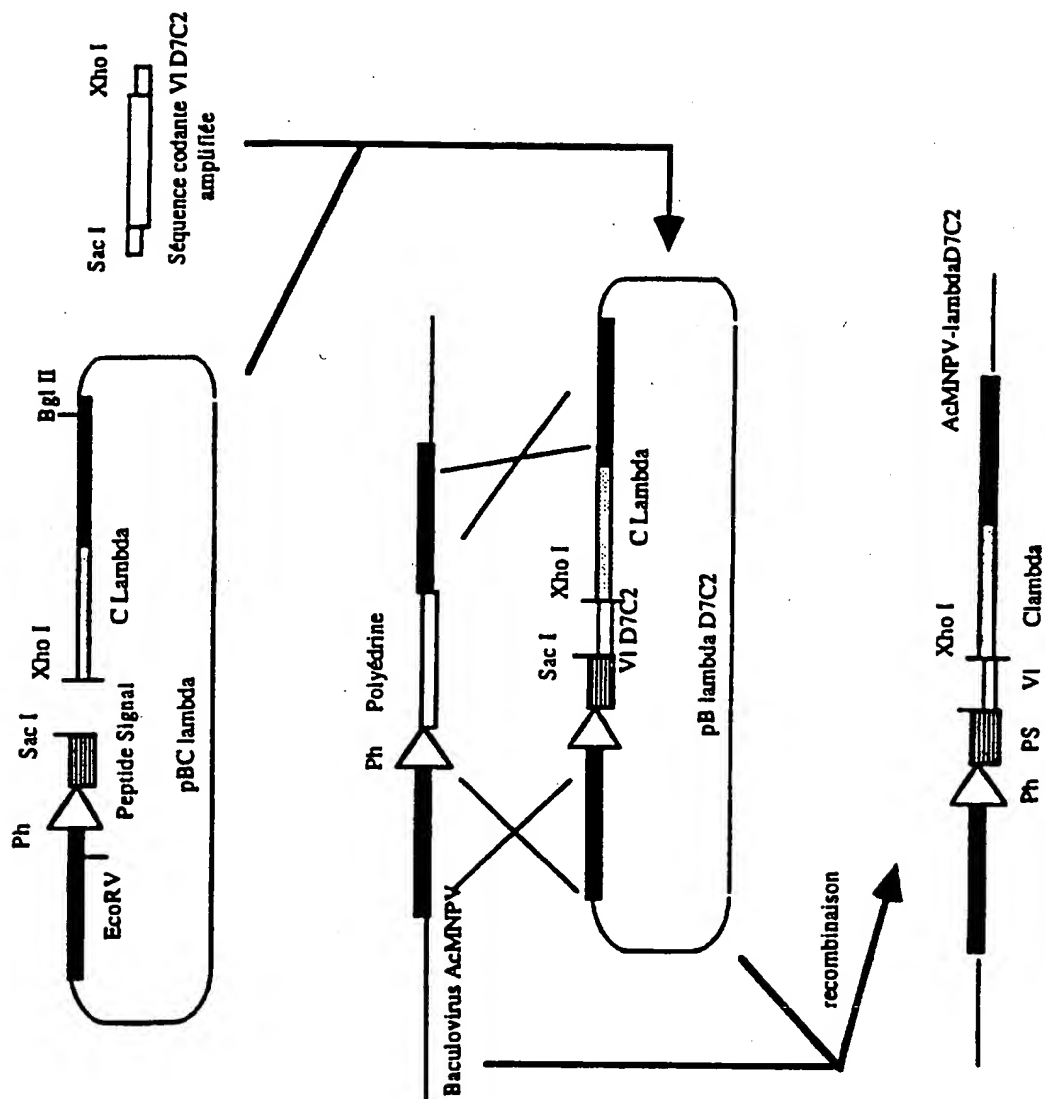 Sac I
Xho I
Séquence codante Vl D7C2
amplifiée
Ph
Sac I
Xho I
Bgl II
EcoRV
Peptide Signal
C Lambda
pBC lambda
Ph
Polyédrine
Baculovirus AcMNPV
Sac I
Xho I
Vl D7C2
C Lambda
pB lambda D7C2
recombinaison
Xho I
AcMNPV-lambdaD7C2
Ph
PS
Vl
Clambda